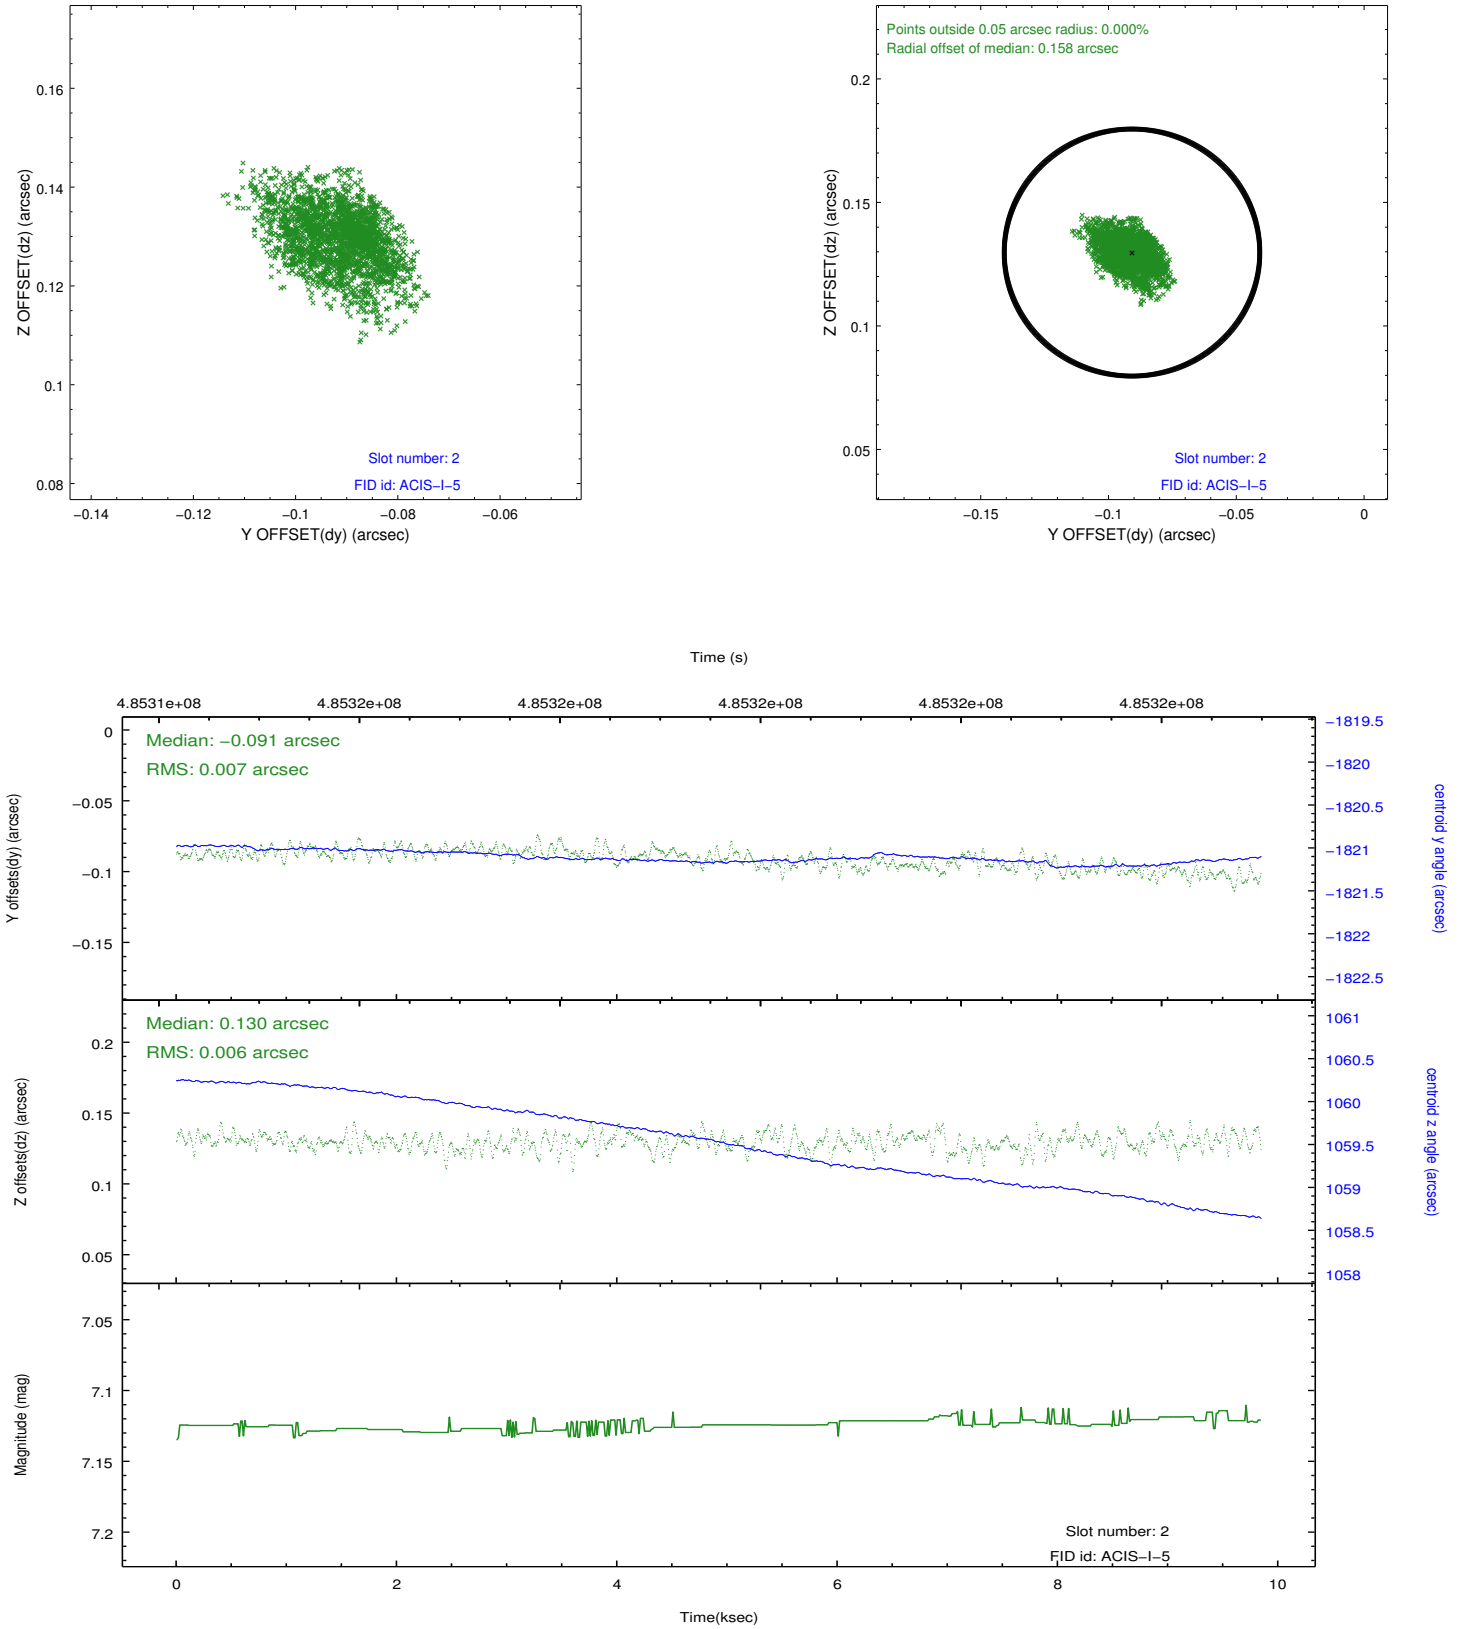 0.16
0.14
0.12
0.1
0.08
Z OFFSET(dz) (arcsec)
Slot number: 2
FID id: ACIS−I−5
−0.14
−0.12
−0.1
−0.08
−0.06
Y OFFSET(dy) (arcsec)
Points outside 0.05 arcsec radius: 0.000%
Radial offset of median: 0.158 arcsec
0.2
0.15
0.1
0.05
Z OFFSET(dz) (arcsec)
Slot number: 2
FID id: ACIS−I−5
−0.15
−0.1
−0.05
0
Y OFFSET(dy) (arcsec)
Time (s)
4.8531e+08
4.8532e+08
4.8532e+08
4.8532e+08
4.8532e+08
4.8532e+08
Median: −0.091 arcsec
RMS: 0.007 arcsec
0
−0.05
−0.1
−0.15
Y offsets(dy) (arcsec)
−1819.5
−1820
−1820.5
−1821
−1821.5
−1822
−1822.5
centroid y angle (arcsec)
Median: 0.130 arcsec
RMS: 0.006 arcsec
0.2
0.15
0.1
0.05
Z offsets(dz) (arcsec)
1061
1060.5
1060
1059.5
1059
1058.5
1058
centroid z angle (arcsec)
7.05
7.1
7.15
7.2
Magnitude (mag)
Slot number: 2
FID id: ACIS−I−5
0
2
4
6
8
10
Time(ksec)